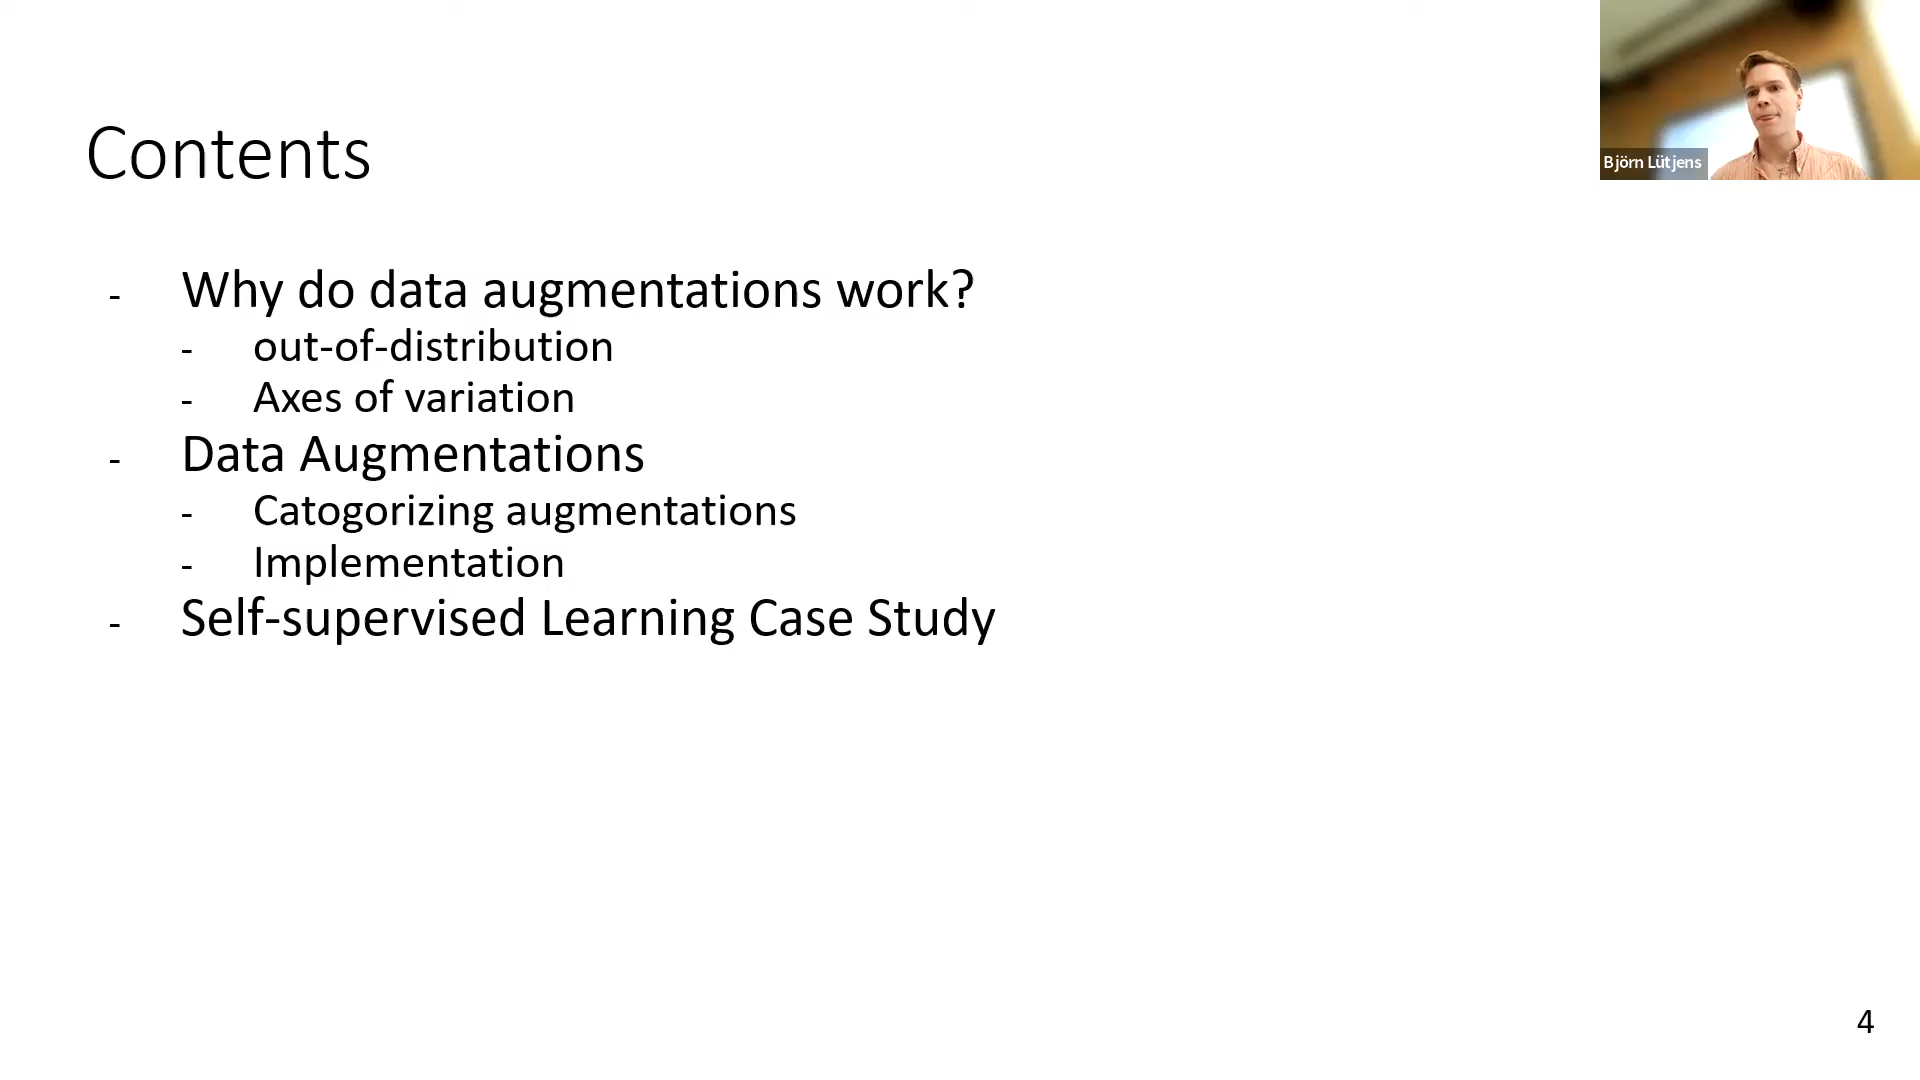 Contents
Björn Lütjens
- Why do data augmentations work?
- out-of-distribution
- Axes of variation
- Data Augmentations
- Catogorizing augmentations
- Implementation
- Self-supervised Learning Case Study
4